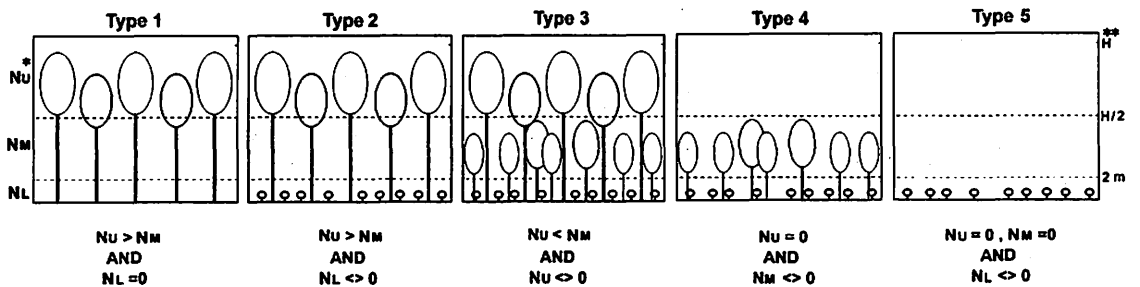 Type 1 Type 2 Type 3 Type 4 Type 5
**
H
*
NU
H/2
NM
2 m
NL
NU > NM NU > NM NU < NM NU = 0 NU = 0 , NM =0
AND AND AND AND AND
NL =0 NL <> 0 NU <> 0 NM <> 0 NL <> 0